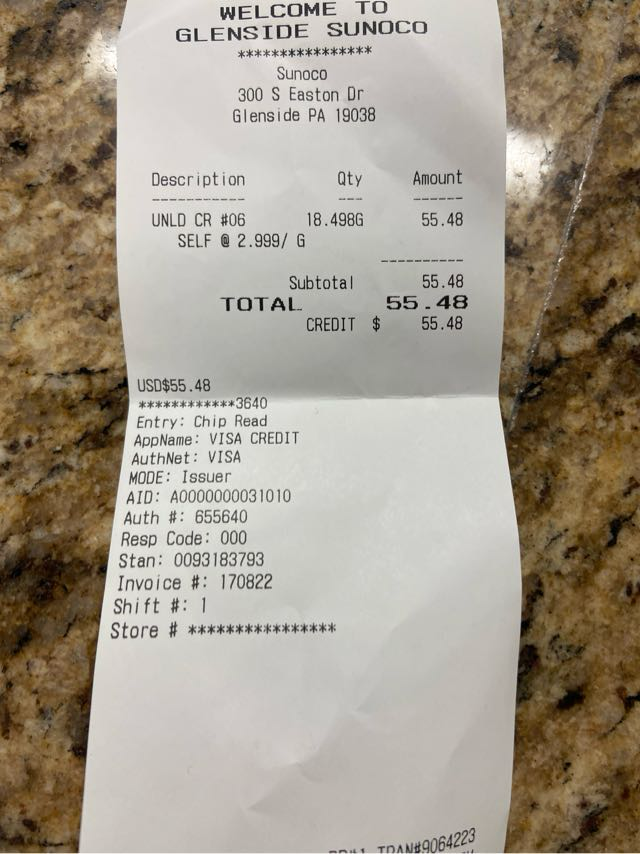 WELCOME TO
GLENSIDE SUNOCO
****************
Sunoco
300 S Easton Dr
Glenside PA 19038
Description Qty Amount
----------- --- ------
UNLD CR #06 18.498G 55.48
SELF @ 2.999/ G
----------
Subtotal 55.48
TOTAL 55.48
CREDIT $ 55.48
USD$55.48
************3640
Entry: Chip Read
AppName: VISA CREDIT
AuthNet: VISA
MODE: Issuer
AID: A0000000031010
Auth #: 655640
Resp Code: 000
Stan: 0093183793
Invoice #: 170822
Shift #: 1
Store # ****************
TRAN#9064223